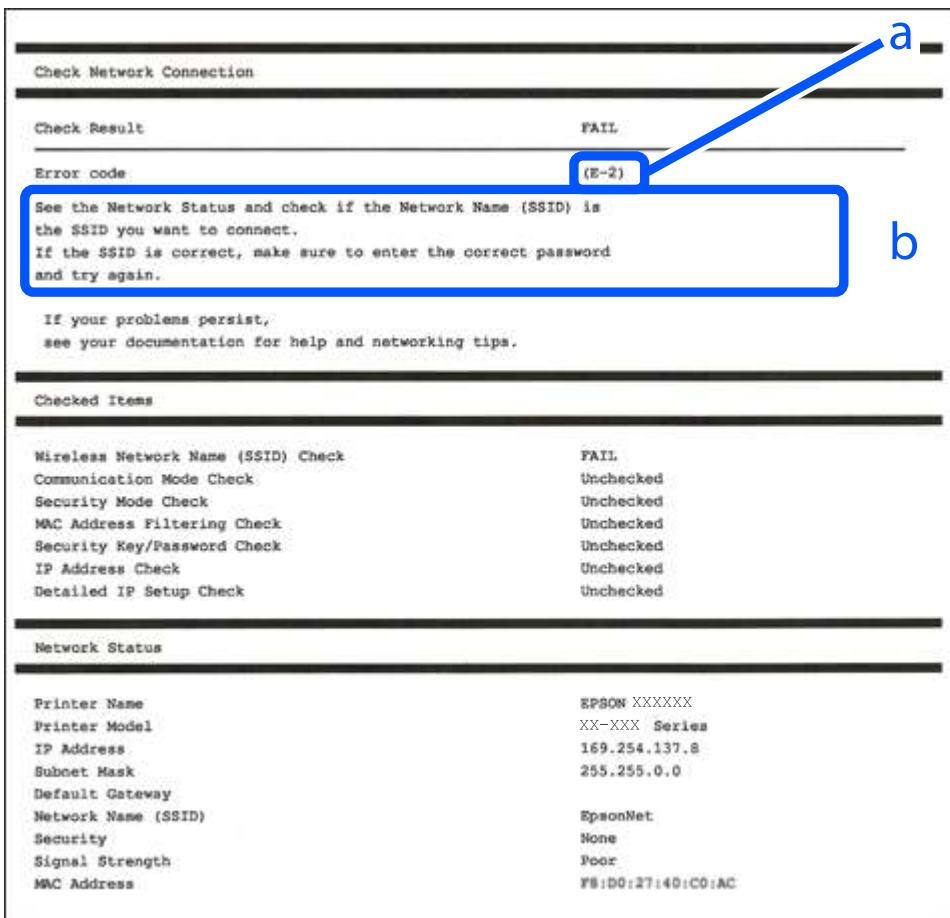 a
Check Network Connection
Check Result FAIL
Error code (E-2)
See the Network Status and check if the Network Name (SSID) is
the SSID you want to connect.
If the SSID is correct, make sure to enter the correct password
and try again.
b
If your problems persist,
see your documentation for help and networking tips.
Checked Items
Wireless Network Name (SSID) Check FAIL
Communication Mode Check Unchecked
Security Mode Check Unchecked
MAC Address Filtering Check Unchecked
Security Key/Password Check Unchecked
IP Address Check Unchecked
Detailed IP Setup Check Unchecked
Network Status
Printer Name EPSON XXXXXX
Printer Model XX-XXX Series
IP Address 169.254.137.8
Subnet Mask 255.255.0.0
Default Gateway
Network Name (SSID) EpsonNet
Security None
Signal Strength Poor
MAC Address F8:D0:27:40:C0:AC